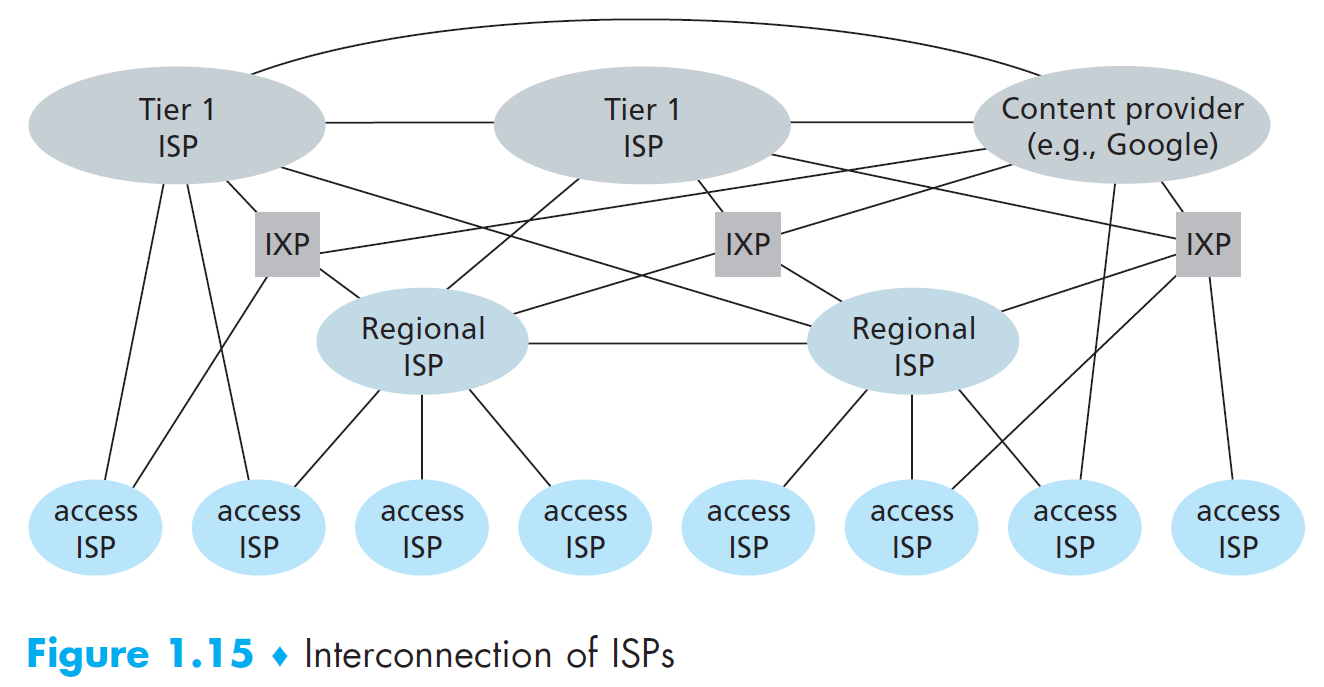 Tier 1
ISP
Tier 1
ISP
Content provider
(e.g., Google)
IXP
IXP
IXP
Regional
ISP
Regional
ISP
access
ISP
access
ISP
access
ISP
access
ISP
access
ISP
access
ISP
access
ISP
access
ISP
Figure 1.15 ♦ Interconnection of ISPs